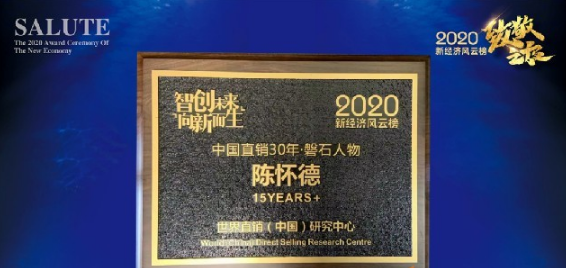 SALUTE
The 2020 Award Ceremony Of
The New Economy
2020
新经济风云榜
致敬
智创未来
向新而生
2020
新经济风云榜
中国直销30年·磐石人物
陈怀德
15YEARS+
世界直销（中国）研究中心
World (China) Direct Selling Research Centre